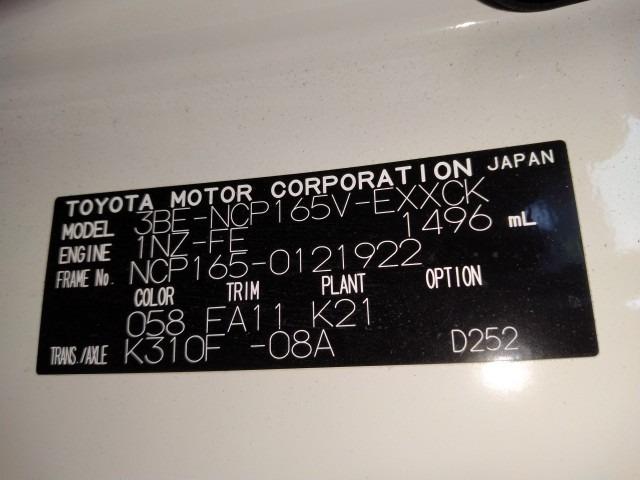 TOYOTA MOTOR CORPORATION JAPAN
MODEL 3BE-NCP165V-EXXCK
ENGINE 1NZ-FE 1496 mL
FRAME No. NCP165-0121922
COLOR TRIM PLANT OPTION
058 EA11 K21
TRANS./AXLE K310F -08A D252